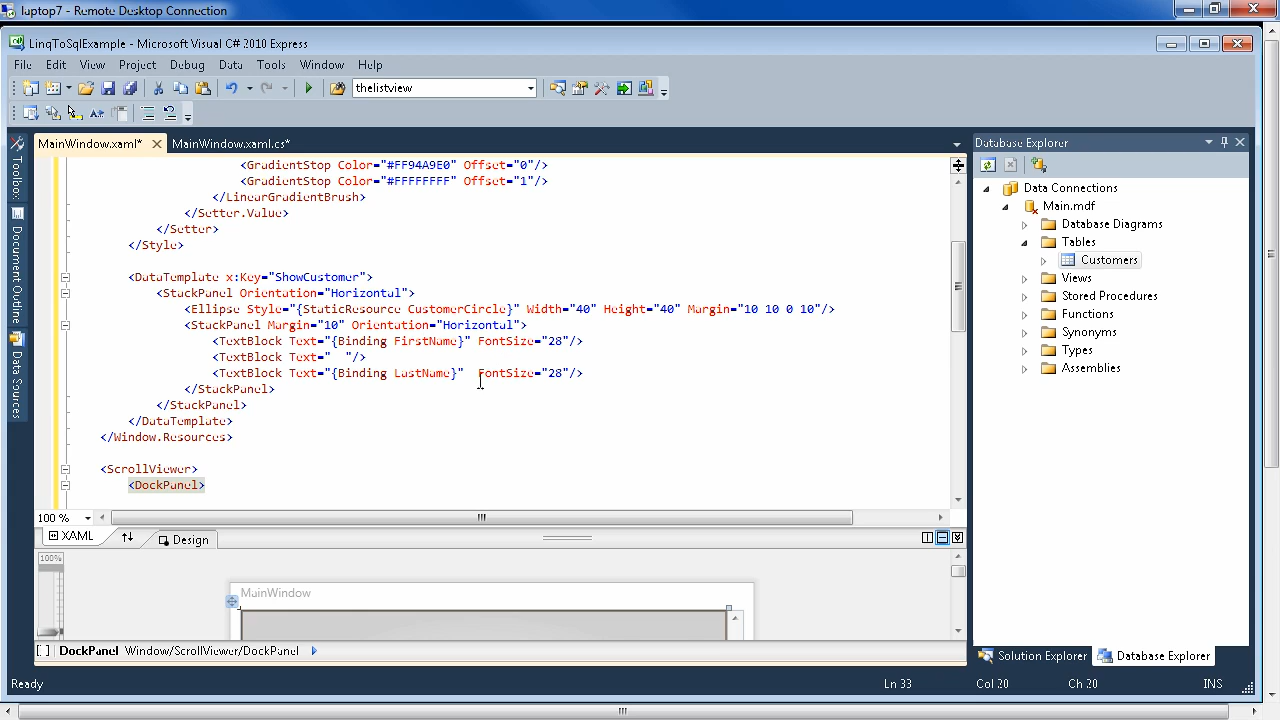 laptop7 - Remote Desktop Connection
LinqToSqlExample - Microsoft Visual C# 2010 Express
File Edit View Project Debug Data Tools Window Help
thelistview
MainWindow.xaml* MainWindow.xaml.cs*
<GradientStop Color="#FF94A9E0" Offset="0"/>
<GradientStop Color="#FFFFFFFF" Offset="1"/>
</LinearGradientBrush>
</Setter.Value>
</Setter>
</Style>
<DataTemplate x:Key="ShowCustomer">
<StackPanel Orientation="Horizontal">
<Ellipse Style="{StaticResource CustomerCircle}" Width="40" Height="40" Margin="10 10 0 10"/>
<StackPanel Margin="10" Orientation="Horizontal">
<TextBlock Text="{Binding FirstName}" FontSize="28"/>
<TextBlock Text="  "/>
<TextBlock Text="{Binding LastName}"  FontSize="28"/>
</StackPanel>
</StackPanel>
</DataTemplate>
</Window.Resources>
<ScrollViewer>
<DockPanel>
100 %
XAML Design
100%
MainWindow
DockPanel Window/ScrollViewer/DockPanel
Toolbox
Document Outline
Data Sources
Database Explorer
Data Connections
Main.mdf
Database Diagrams
Tables
Customers
Views
Stored Procedures
Functions
Synonyms
Types
Assemblies
Solution Explorer Database Explorer
Ready Ln 33 Col 20 Ch 20 INS